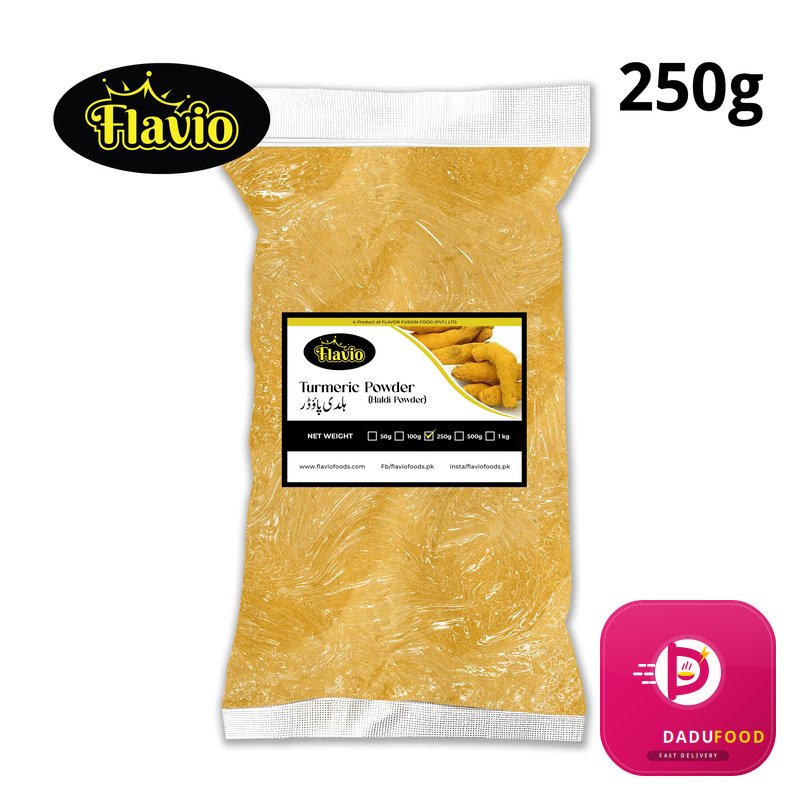 Flavio
250g
A Product of FLAVOR FUSION FOOD (PVT.) LTD
Flavio
Turmeric Powder
(Haldi Powder)
ہلدی پاؤڈر
NET WEIGHT 50g 100g 250g 500g 1 kg
www.flaviofoods.com Fb/flaviofoods.pk insta/flaviofoods.pk
DADUFOOD
FAST DELIVERY